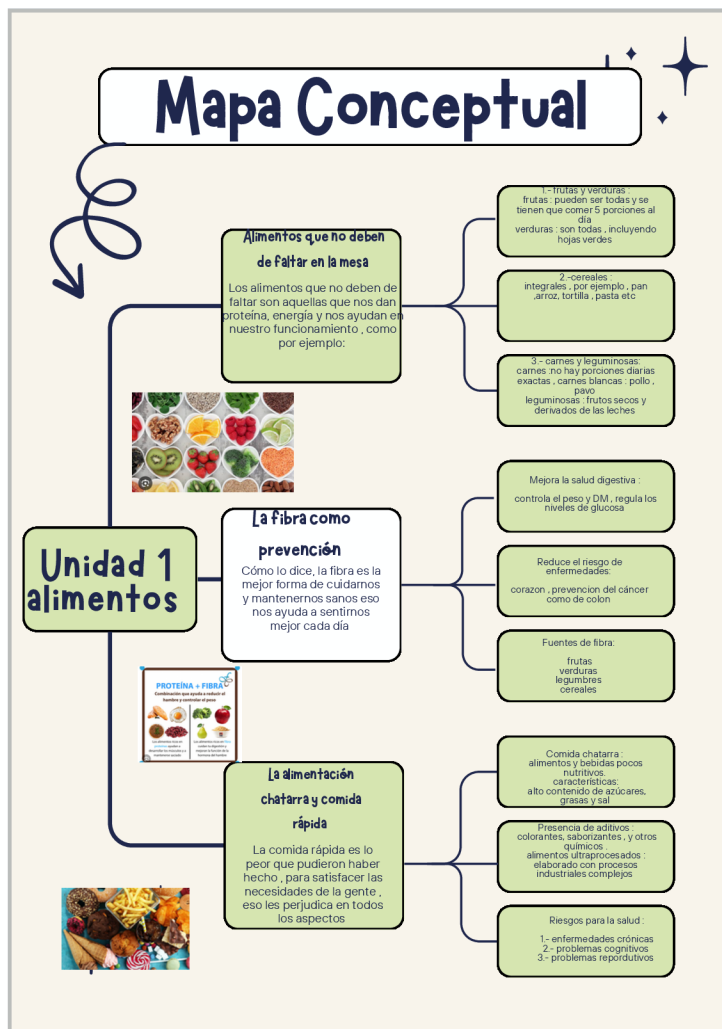 Mapa Conceptual
Alimentos que no deben
de faltar en la mesa
Los alimentos que no deben de
faltar son aquellas que nos dan
proteína, energía y nos ayudan en
nuestro funcionamiento , como
por ejemplo:
1.- frutas y verduras :
frutas : pueden ser todas y se
tienen que comer 5 porciones al
día
verduras : son todas , incluyendo
hojas verdes
2.-cereales :
integrales , por ejemplo , pan
,arroz, tortilla , pasta etc
3.- carnes y leguminosas:
carnes :no hay porciones diarias
exactas , carnes blancas : pollo ,
pavo
leguminosas : frutos secos y
derivados de las leches
Unidad 1
alimentos
La fibra como
prevención
Cómo lo dice, la fibra es la
mejor forma de cuidarnos
y mantenernos sanos eso
nos ayuda a sentirnos
mejor cada día
Mejora la salud digestiva :
controla el peso y DM , regula los
niveles de glucosa
Reduce el riesgo de
enfermedades:
corazon , prevencion del cáncer
como de colon
Fuentes de fibra:
frutas
verduras
legumbres
cereales
PROTEÍNA + FIBRA
Combinación que ayuda a reducir el
hambre y controlar el peso
La alimentación
chatarra y comida
rápida
La comida rápida es lo
peor que pudieron haber
hecho , para satisfacer las
necesidades de la gente ,
eso les perjudica en todos
los aspectos
Comida chatarra :
alimentos y bebidas pocos
nutritivos.
características:
alto contenido de azúcares,
grasas y sal
Presencia de aditivos :
colorantes, saborizantes , y otros
químicos .
alimentos ultraprocesados :
elaborado con procesos
industriales complejos
Riesgos para la salud :
1.- enfermedades crónicas
2.- problemas cognitivos
3.- problemas repordutivos